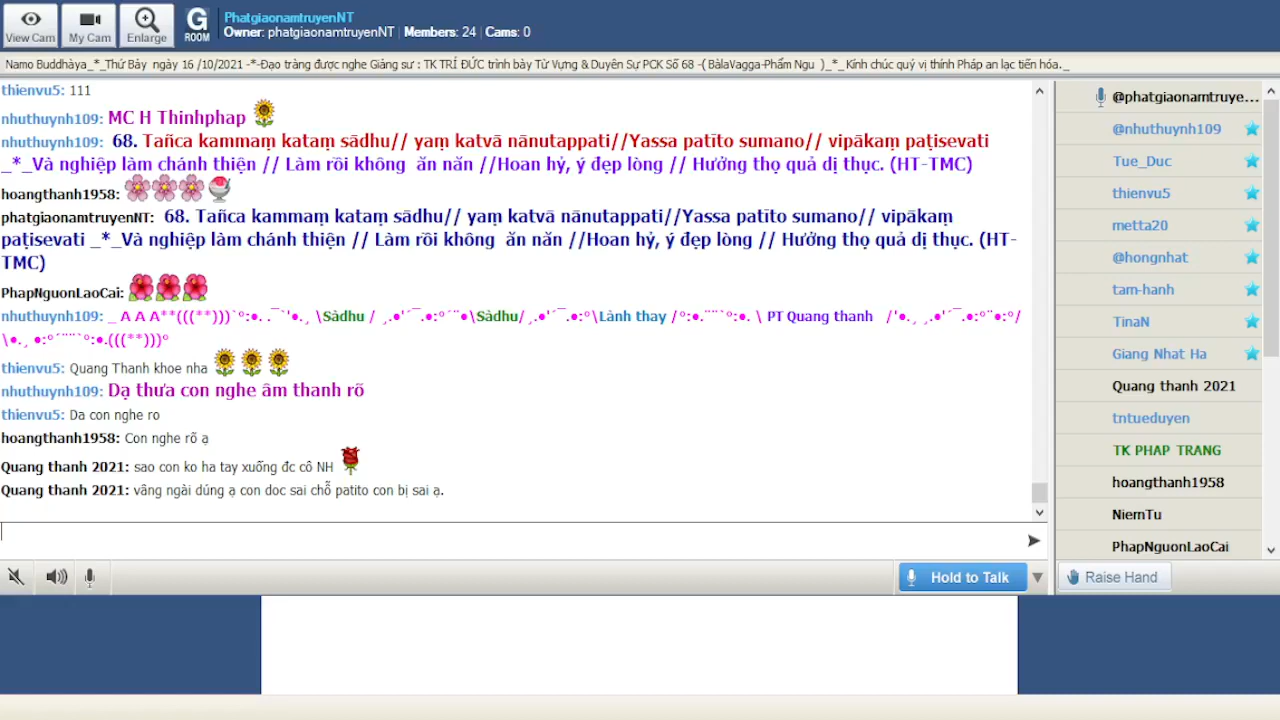 View Cam
My Cam
Enlarge
G
ROOM
PhatgiaonamtruyenNT
Owner: phatgiaonamtruyenNT | Members: 24 | Cams: 0
Namo Buddhàya_*_Thứ Bảy ngày 16 /10/2021 -*-Đạo tràng được nghe Giảng sư : TK TRÍ ĐỨC trình bày Từ Vựng & Duyên Sự PCK Số 68 -( BàlaVagga-Phẩm Ngu )_*_ Kính chúc quý vị thính Pháp an lạc tiến hóa._
thienvu5: 111
nhuthuynh109: MC H Thinhphap
nhuthuynh109: 68. Tañca kammaṃ kataṃ sādhu// yaṃ katvā nānutappati//Yassa patīto sumano// vipākaṃ paṭisevati
_*_Và nghiệp làm chánh thiện // Làm rồi không ăn năn //Hoan hỷ, ý đẹp lòng // Hưởng thọ quả dị thục. (HT-TMC)
hoangthanh1958:
phatgiaonamtruyenNT: 68. Tañca kammaṃ kataṃ sādhu// yaṃ katvā nānutappati//Yassa patīto sumano// vipākaṃ
paṭisevati _*_Và nghiệp làm chánh thiện // Làm rồi không ăn năn //Hoan hỷ, ý đẹp lòng // Hưởng thọ quả dị thục. (HT-
TMC)
PhapNguonLaoCai:
nhuthuynh109: _ A A A**(((**)))`º:•. .¯`'•.¸ \Sādhu / ¸.•'´¯.•:º´¨•\Sādhu/¸.•'´¯.•:º\Lành thay /º:•.¨¨`º:•. \ PT Quang thanh /'•.¸ ¸.•'´¯.•:º¨•:º/
\•.¸ •:º´¨¨`º:•.(((**)))º
thienvu5: Quang Thanh khoe nha
nhuthuynh109: Dạ thưa con nghe âm thanh rõ
thienvu5: Da con nghe ro
hoangthanh1958: Con nghe rõ ạ
Quang thanh 2021: sao con ko ha tay xuống đc cô NH
Quang thanh 2021: vâng ngài dúng ạ con doc sai chỗ patito con bị sai ạ.
Hold to Talk
@phatgiaonamtruye...
@nhuthuynh109
Tue_Duc
thienvu5
metta20
@hongnhat
tam-hanh
TinaN
Giang Nhat Ha
Quang thanh 2021
tntueduyen
TK PHAP TRANG
hoangthanh1958
NiemTu
PhapNguonLaoCai
Raise Hand